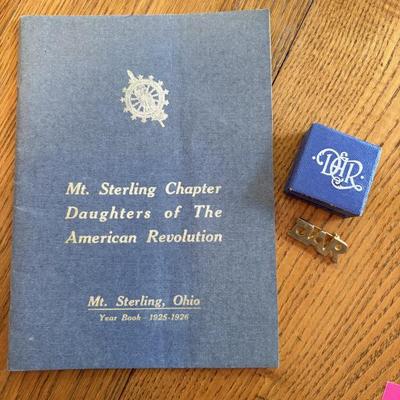 Mt. Sterling Chapter
Daughters of The
American Revolution
Mt. Sterling, Ohio
Year Book - 1925-1926
DAR
DAR